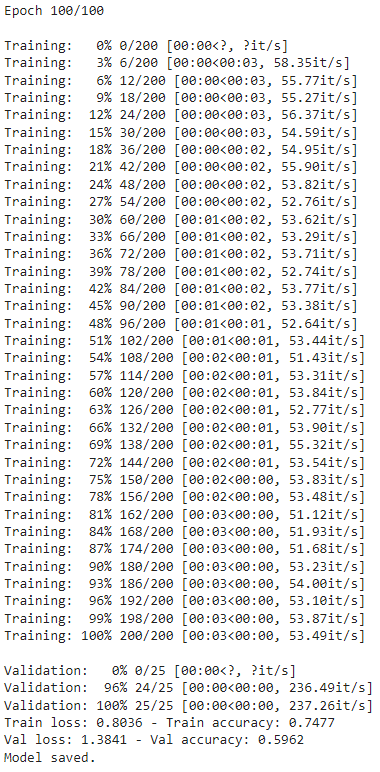 Epoch 100/100
Training:   0% 0/200 [00:00<?, ?it/s]
Training:   3% 6/200 [00:00<00:03, 58.35it/s]
Training:   6% 12/200 [00:00<00:03, 55.77it/s]
Training:   9% 18/200 [00:00<00:03, 55.27it/s]
Training:  12% 24/200 [00:00<00:03, 56.37it/s]
Training:  15% 30/200 [00:00<00:03, 54.59it/s]
Training:  18% 36/200 [00:00<00:02, 54.95it/s]
Training:  21% 42/200 [00:00<00:02, 55.90it/s]
Training:  24% 48/200 [00:00<00:02, 53.82it/s]
Training:  27% 54/200 [00:00<00:02, 52.76it/s]
Training:  30% 60/200 [00:01<00:02, 53.62it/s]
Training:  33% 66/200 [00:01<00:02, 53.29it/s]
Training:  36% 72/200 [00:01<00:02, 53.71it/s]
Training:  39% 78/200 [00:01<00:02, 52.74it/s]
Training:  42% 84/200 [00:01<00:02, 53.77it/s]
Training:  45% 90/200 [00:01<00:02, 53.38it/s]
Training:  48% 96/200 [00:01<00:01, 52.64it/s]
Training:  51% 102/200 [00:01<00:01, 53.44it/s]
Training:  54% 108/200 [00:02<00:01, 51.43it/s]
Training:  57% 114/200 [00:02<00:01, 53.31it/s]
Training:  60% 120/200 [00:02<00:01, 53.84it/s]
Training:  63% 126/200 [00:02<00:01, 52.77it/s]
Training:  66% 132/200 [00:02<00:01, 53.90it/s]
Training:  69% 138/200 [00:02<00:01, 55.32it/s]
Training:  72% 144/200 [00:02<00:01, 53.54it/s]
Training:  75% 150/200 [00:02<00:00, 53.83it/s]
Training:  78% 156/200 [00:02<00:00, 53.48it/s]
Training:  81% 162/200 [00:03<00:00, 51.12it/s]
Training:  84% 168/200 [00:03<00:00, 51.93it/s]
Training:  87% 174/200 [00:03<00:00, 51.68it/s]
Training:  90% 180/200 [00:03<00:00, 53.23it/s]
Training:  93% 186/200 [00:03<00:00, 54.00it/s]
Training:  96% 192/200 [00:03<00:00, 53.10it/s]
Training:  99% 198/200 [00:03<00:00, 53.87it/s]
Training: 100% 200/200 [00:03<00:00, 53.49it/s]
Validation:   0% 0/25 [00:00<?, ?it/s]
Validation:  96% 24/25 [00:00<00:00, 236.49it/s]
Validation: 100% 25/25 [00:00<00:00, 237.26it/s]
Train loss: 0.8036 - Train accuracy: 0.7477
Val loss: 1.3841 - Val accuracy: 0.5962
Model saved.